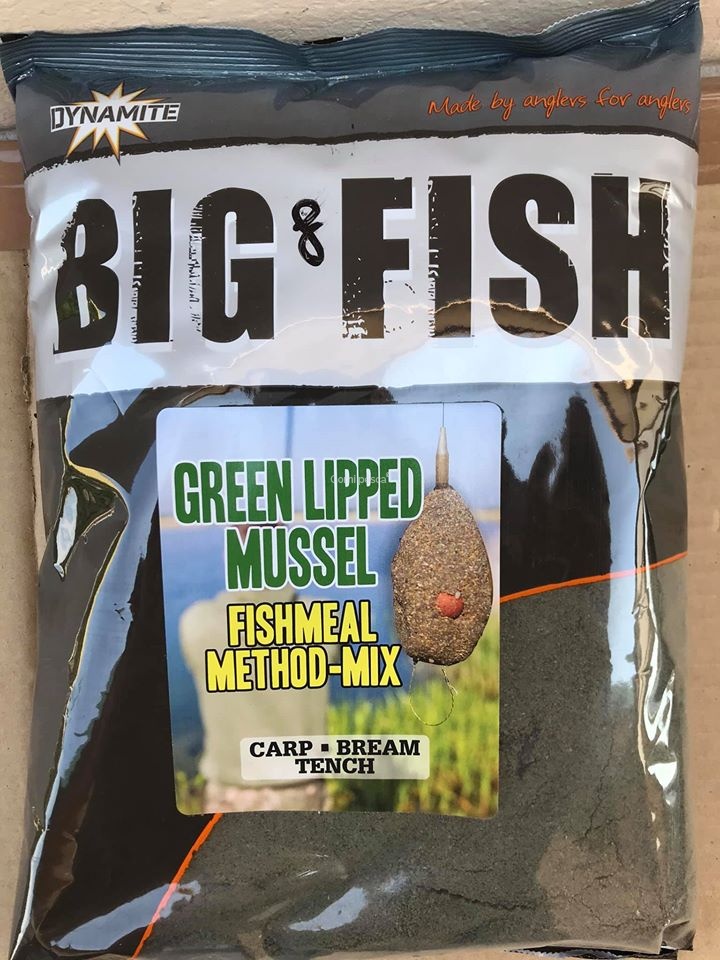 DYNAMITE
Made by anglers for anglers
BIG FISH
GREEN LIPPED
MUSSEL
FISHMEAL
METHOD-MIX
CARP ▪ BREAM
TENCH